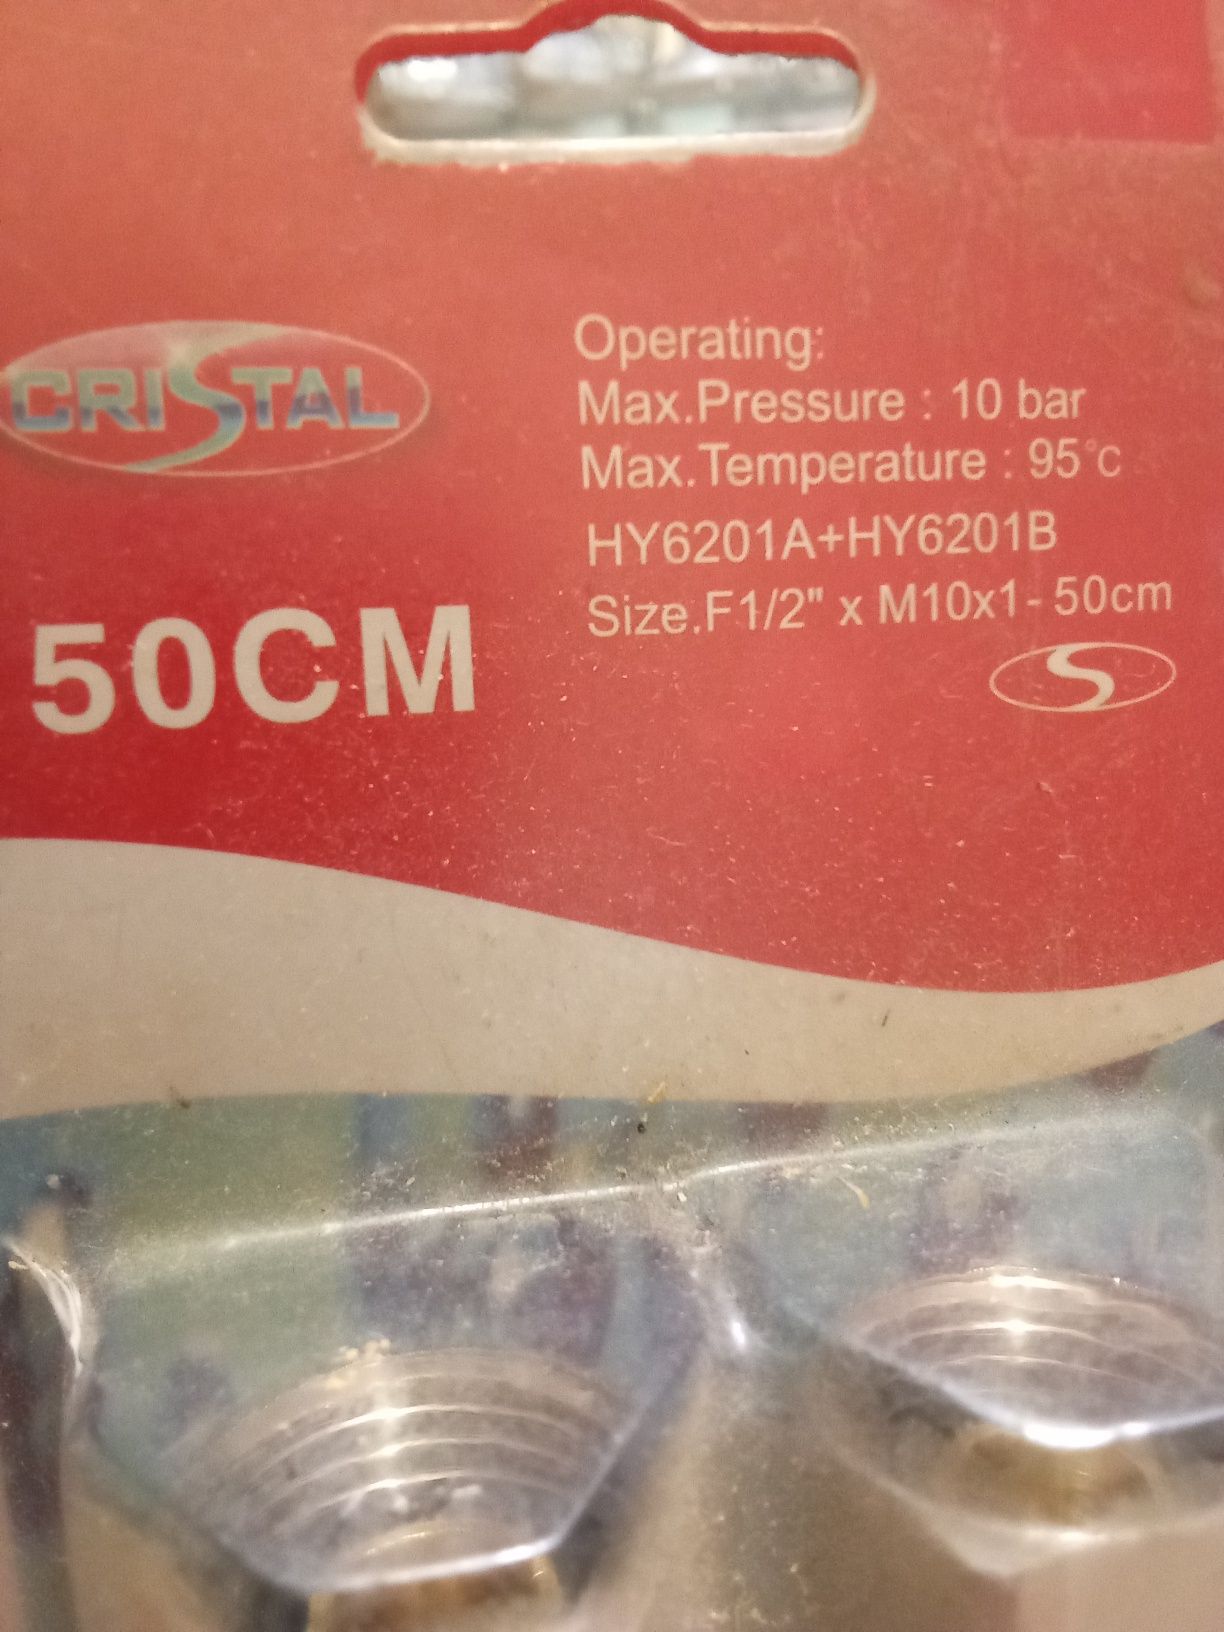 CRISTAL
50CM
Operating:
Max.Pressure : 10 bar
Max.Temperature : 95°C
HY6201A+HY6201B
Size.F1/2" x M10x1- 50cm
S